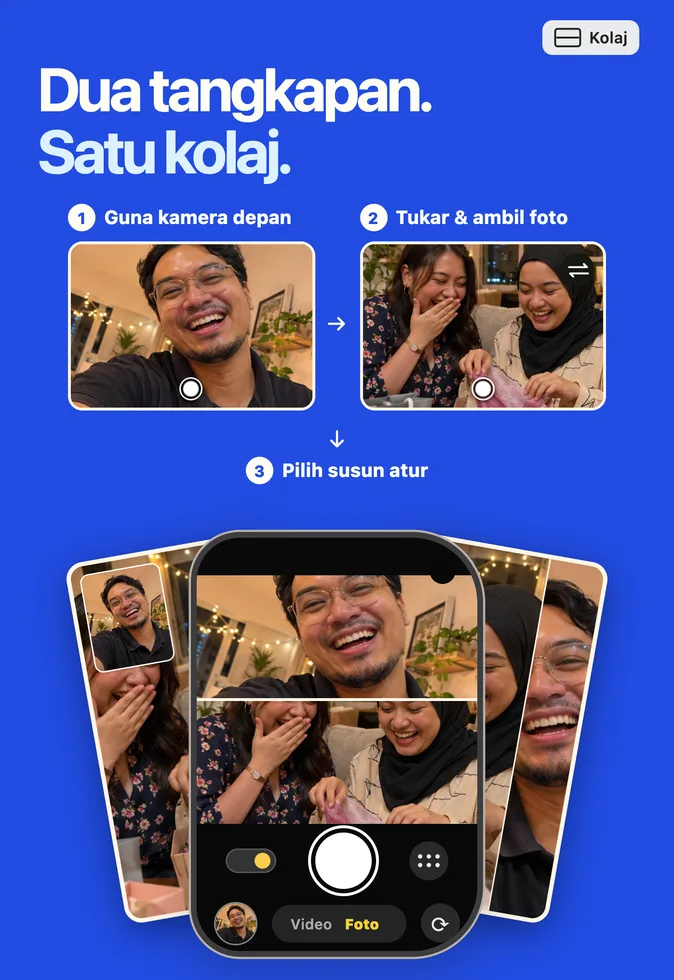 Kolaj
Dua tangkapan.
Satu kolaj.
1 Guna kamera depan
2 Tukar & ambil foto
3 Pilih susun atur
Video Foto